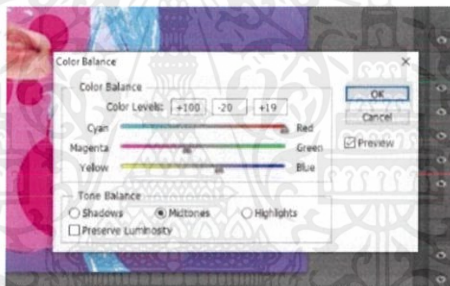 Color Balance
Color Balance
Color Levels: +100 -20 +19
Cyan Red
Magenta Green
Yellow Blue
Tone Balance
Shadows Midtones Highlights
Preserve Luminosity
OK
Cancel
Preview